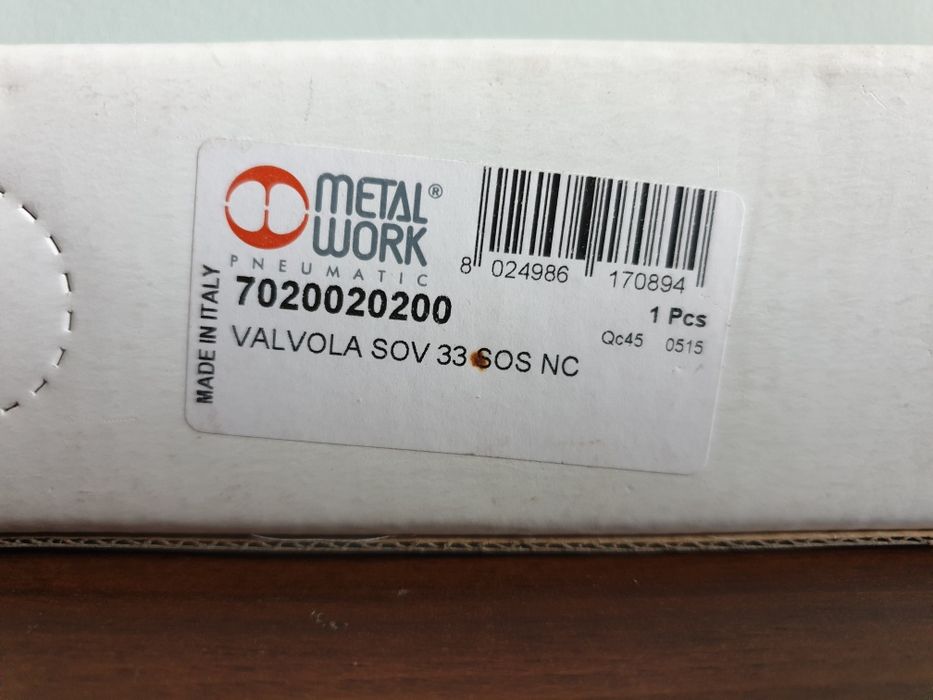 METAL®
WORK
PNEUMATIC
8 024986 170894
7020020200
1 Pcs
VALVOLA SOV 33 SOS NC
Qc45 0515
MADE IN ITALY